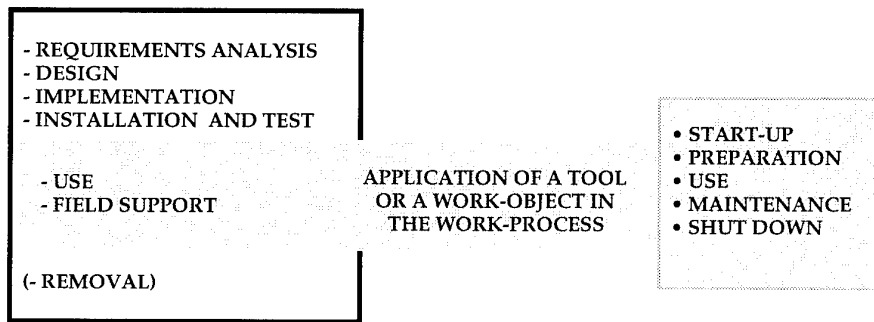 - REQUIREMENTS ANALYSIS
- DESIGN
- IMPLEMENTATION
- INSTALLATION AND TEST
- USE
- FIELD SUPPORT
(- REMOVAL)
APPLICATION OF A TOOL
OR A WORK-OBJECT IN
THE WORK-PROCESS
• START-UP
• PREPARATION
• USE
• MAINTENANCE
• SHUT DOWN